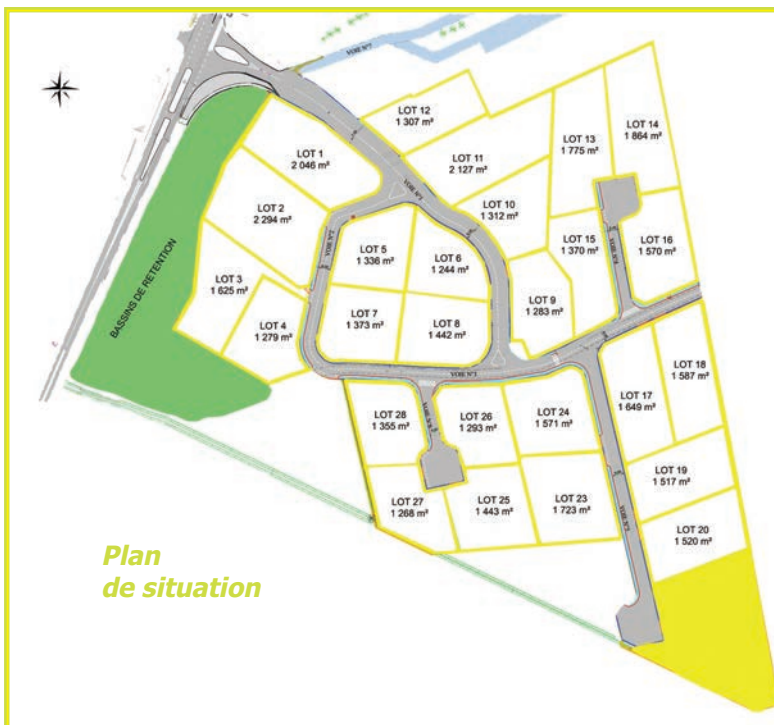 LOT 12
1 307 m²
LOT 14
1 864 m²
LOT 13
1 775 m²
LOT 1
2 046 m²
LOT 11
2 127 m²
LOT 10
1 312 m²
LOT 2
2 294 m²
LOT 5
1 336 m²
LOT 6
1 244 m²
LOT 15
1 370 m²
LOT 16
1 570 m²
LOT 3
1 625 m²
LOT 9
1 283 m²
BASSINS DE RETENTION
LOT 4
1 279 m²
LOT 7
1 373 m²
LOT 8
1 442 m²
LOT 18
1 587 m²
LOT 17
1 649 m²
LOT 28
1 355 m²
LOT 26
1 293 m²
LOT 24
1 571 m²
LOT 19
1 517 m²
LOT 27
1 268 m²
LOT 25
1 443 m²
LOT 23
1 723 m²
LOT 20
1 520 m²
Plan
de situation